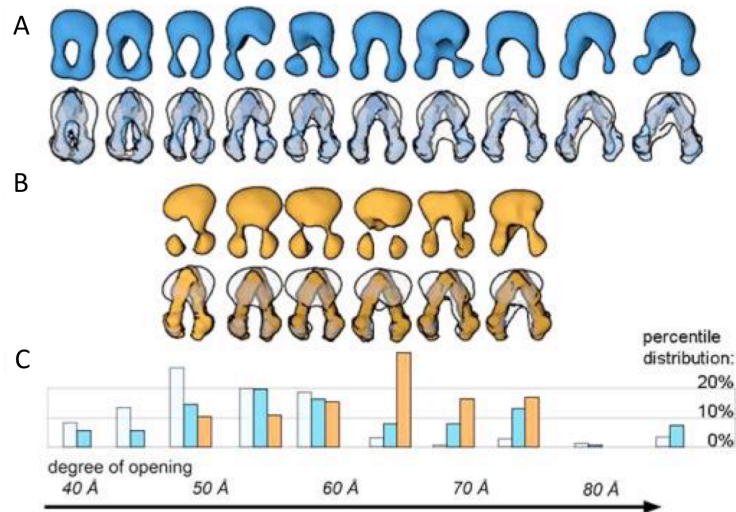 A
B
C
percentile
distribution:
20%
10%
0%
degree of opening
40 Å
50 Å
60 Å
70 Å
80 Å